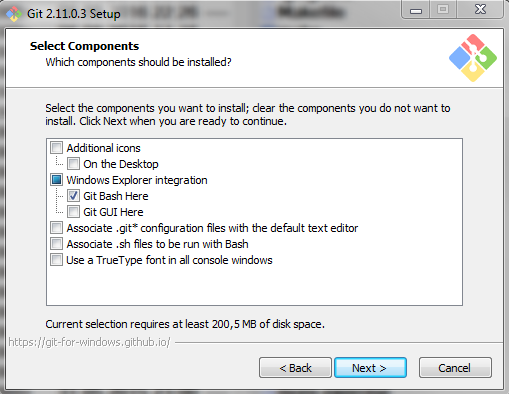 Git 2.11.0.3 Setup
Select Components
Which components should be installed?
Select the components you want to install; clear the components you do not want to
install. Click Next when you are ready to continue.
Additional icons
On the Desktop
Windows Explorer integration
Git Bash Here
Git GUI Here
Associate .git* configuration files with the default text editor
Associate .sh files to be run with Bash
Use a TrueType font in all console windows
Current selection requires at least 200,5 MB of disk space.
https://git-for-windows.github.io/
< Back
Next >
Cancel